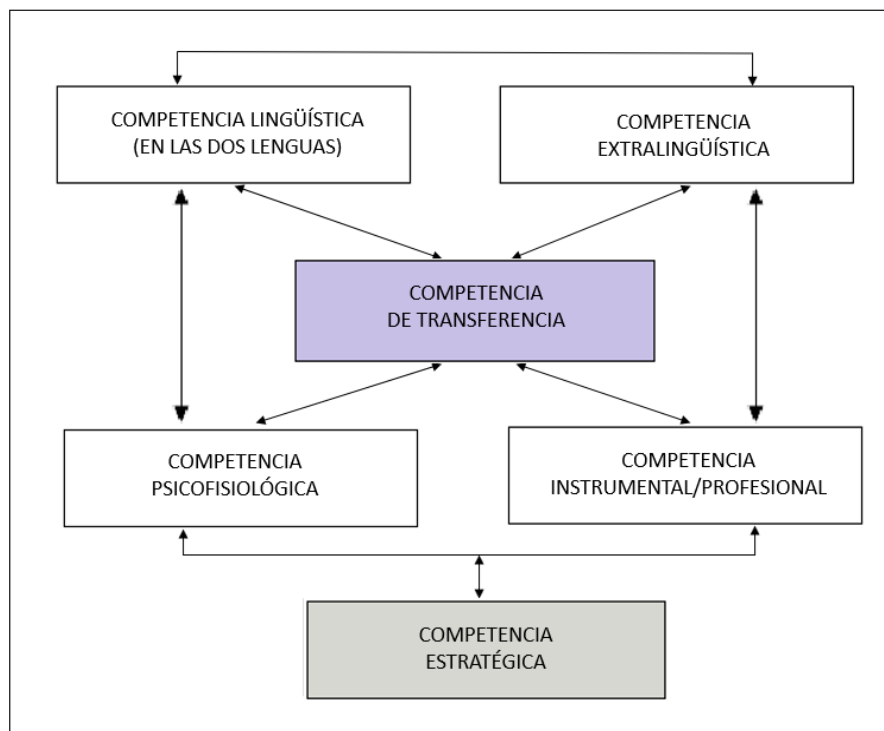 COMPETENCIA LINGÜÍSTICA
(EN LAS DOS LENGUAS)
COMPETENCIA
EXTRALINGÜÍSTICA
COMPETENCIA
DE TRANSFERENCIA
COMPETENCIA
PSICOFISIOLÓGICA
COMPETENCIA
INSTRUMENTAL/PROFESIONAL
COMPETENCIA
ESTRATÉGICA